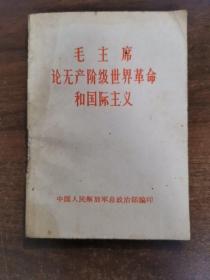 毛主席
论无产阶级世界革命
和国际主义
中国人民解放军总政治部编印